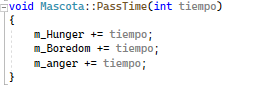 void Mascota::PassTime(int tiempo)
{
m_Hunger += tiempo;
m_Boredom += tiempo;
m_anger += tiempo;
}